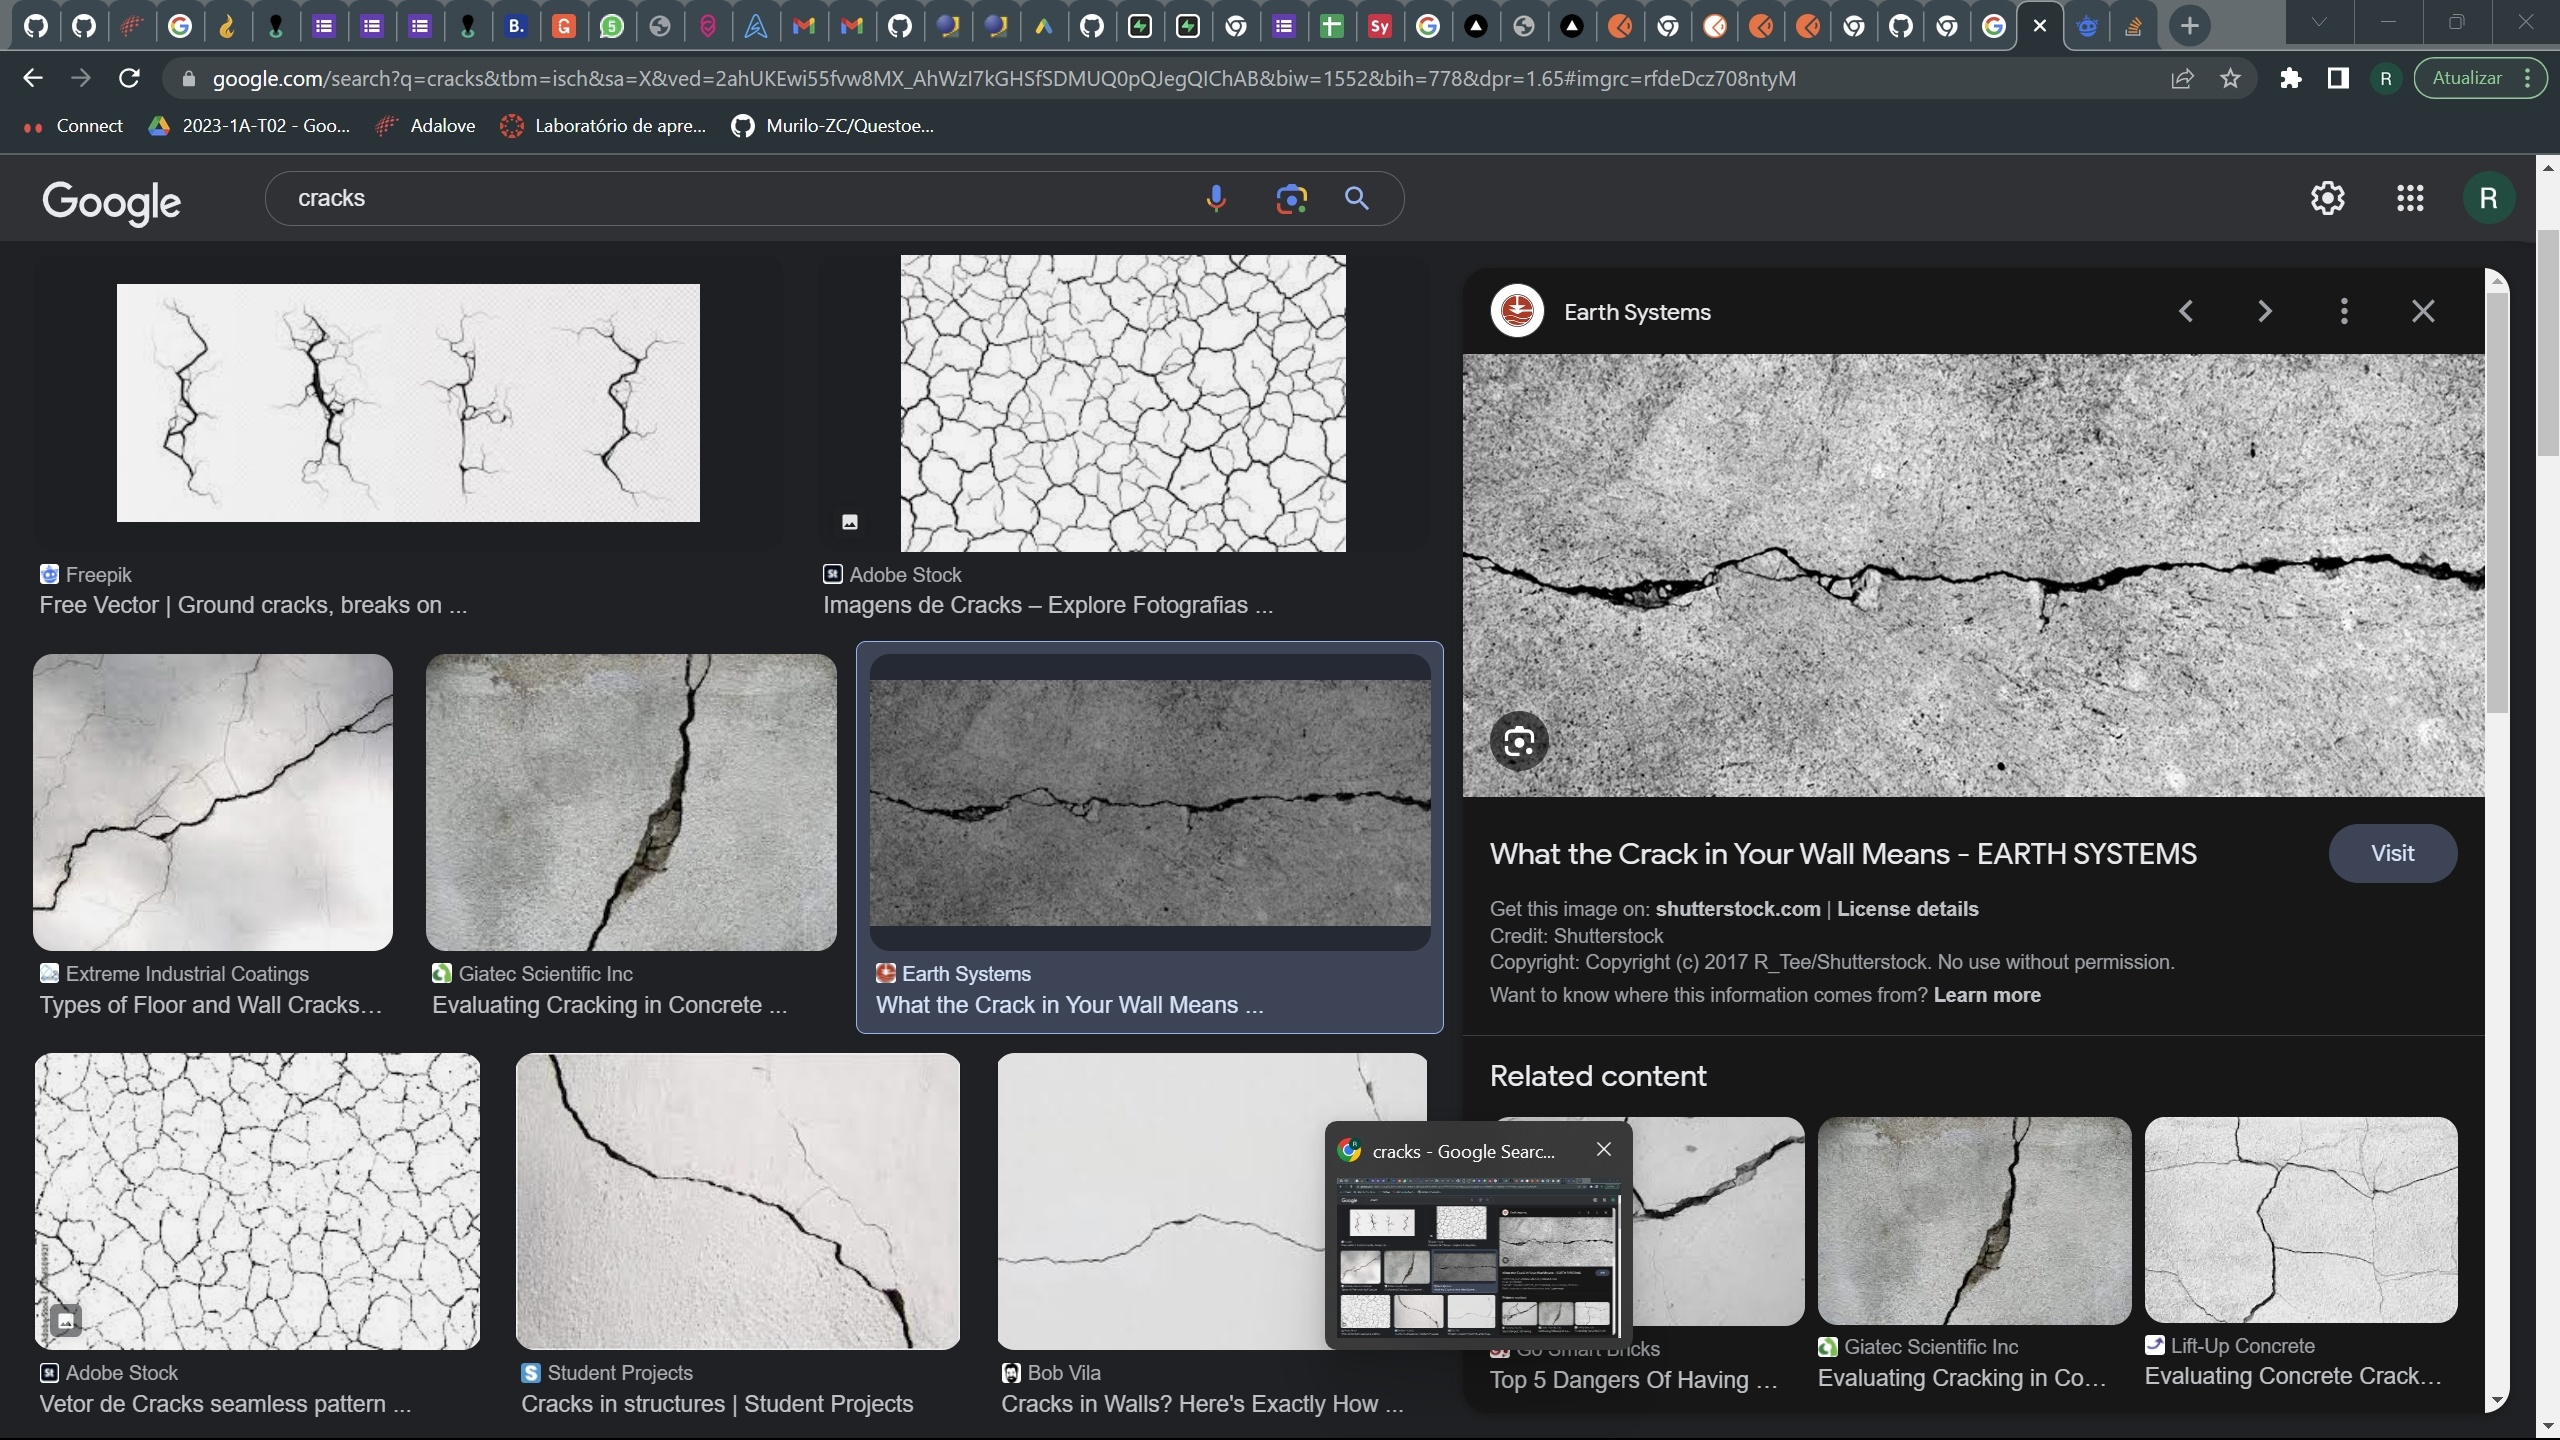 B.
G
5
Sy
google.com/search?q=cracks&tbm=isch&sa=X&ved=2ahUKEwi55fvw8MX_AhWzI7kGHSfSDMUQ0pQJegQIChAB&biw=1552&bih=778&dpr=1.65#imgrc=rfdeDcz708ntyM
R
Atualizar
Connect
2023-1A-T02 - Goo...
Adalove
Laboratório de apre...
Murilo-ZC/Questoe...
Google
cracks
R
Earth Systems
Freepik
Free Vector | Ground cracks, breaks on ...
St Adobe Stock
Imagens de Cracks – Explore Fotografias ...
What the Crack in Your Wall Means - EARTH SYSTEMS
Visit
Get this image on: shutterstock.com | License details
Credit: Shutterstock
Copyright: Copyright (c) 2017 R_Tee/Shutterstock. No use without permission.
Want to know where this information comes from? Learn more
Extreme Industrial Coatings
Types of Floor and Wall Cracks...
Giatec Scientific Inc
Evaluating Cracking in Concrete ...
Earth Systems
What the Crack in Your Wall Means ...
Related content
cracks - Google Searc...
St Adobe Stock
Vetor de Cracks seamless pattern ...
S Student Projects
Cracks in structures | Student Projects
Bob Vila
Cracks in Walls? Here's Exactly How ...
Go Smart Bricks
Top 5 Dangers Of Having ...
Giatec Scientific Inc
Evaluating Cracking in Co...
Lift-Up Concrete
Evaluating Concrete Crack...